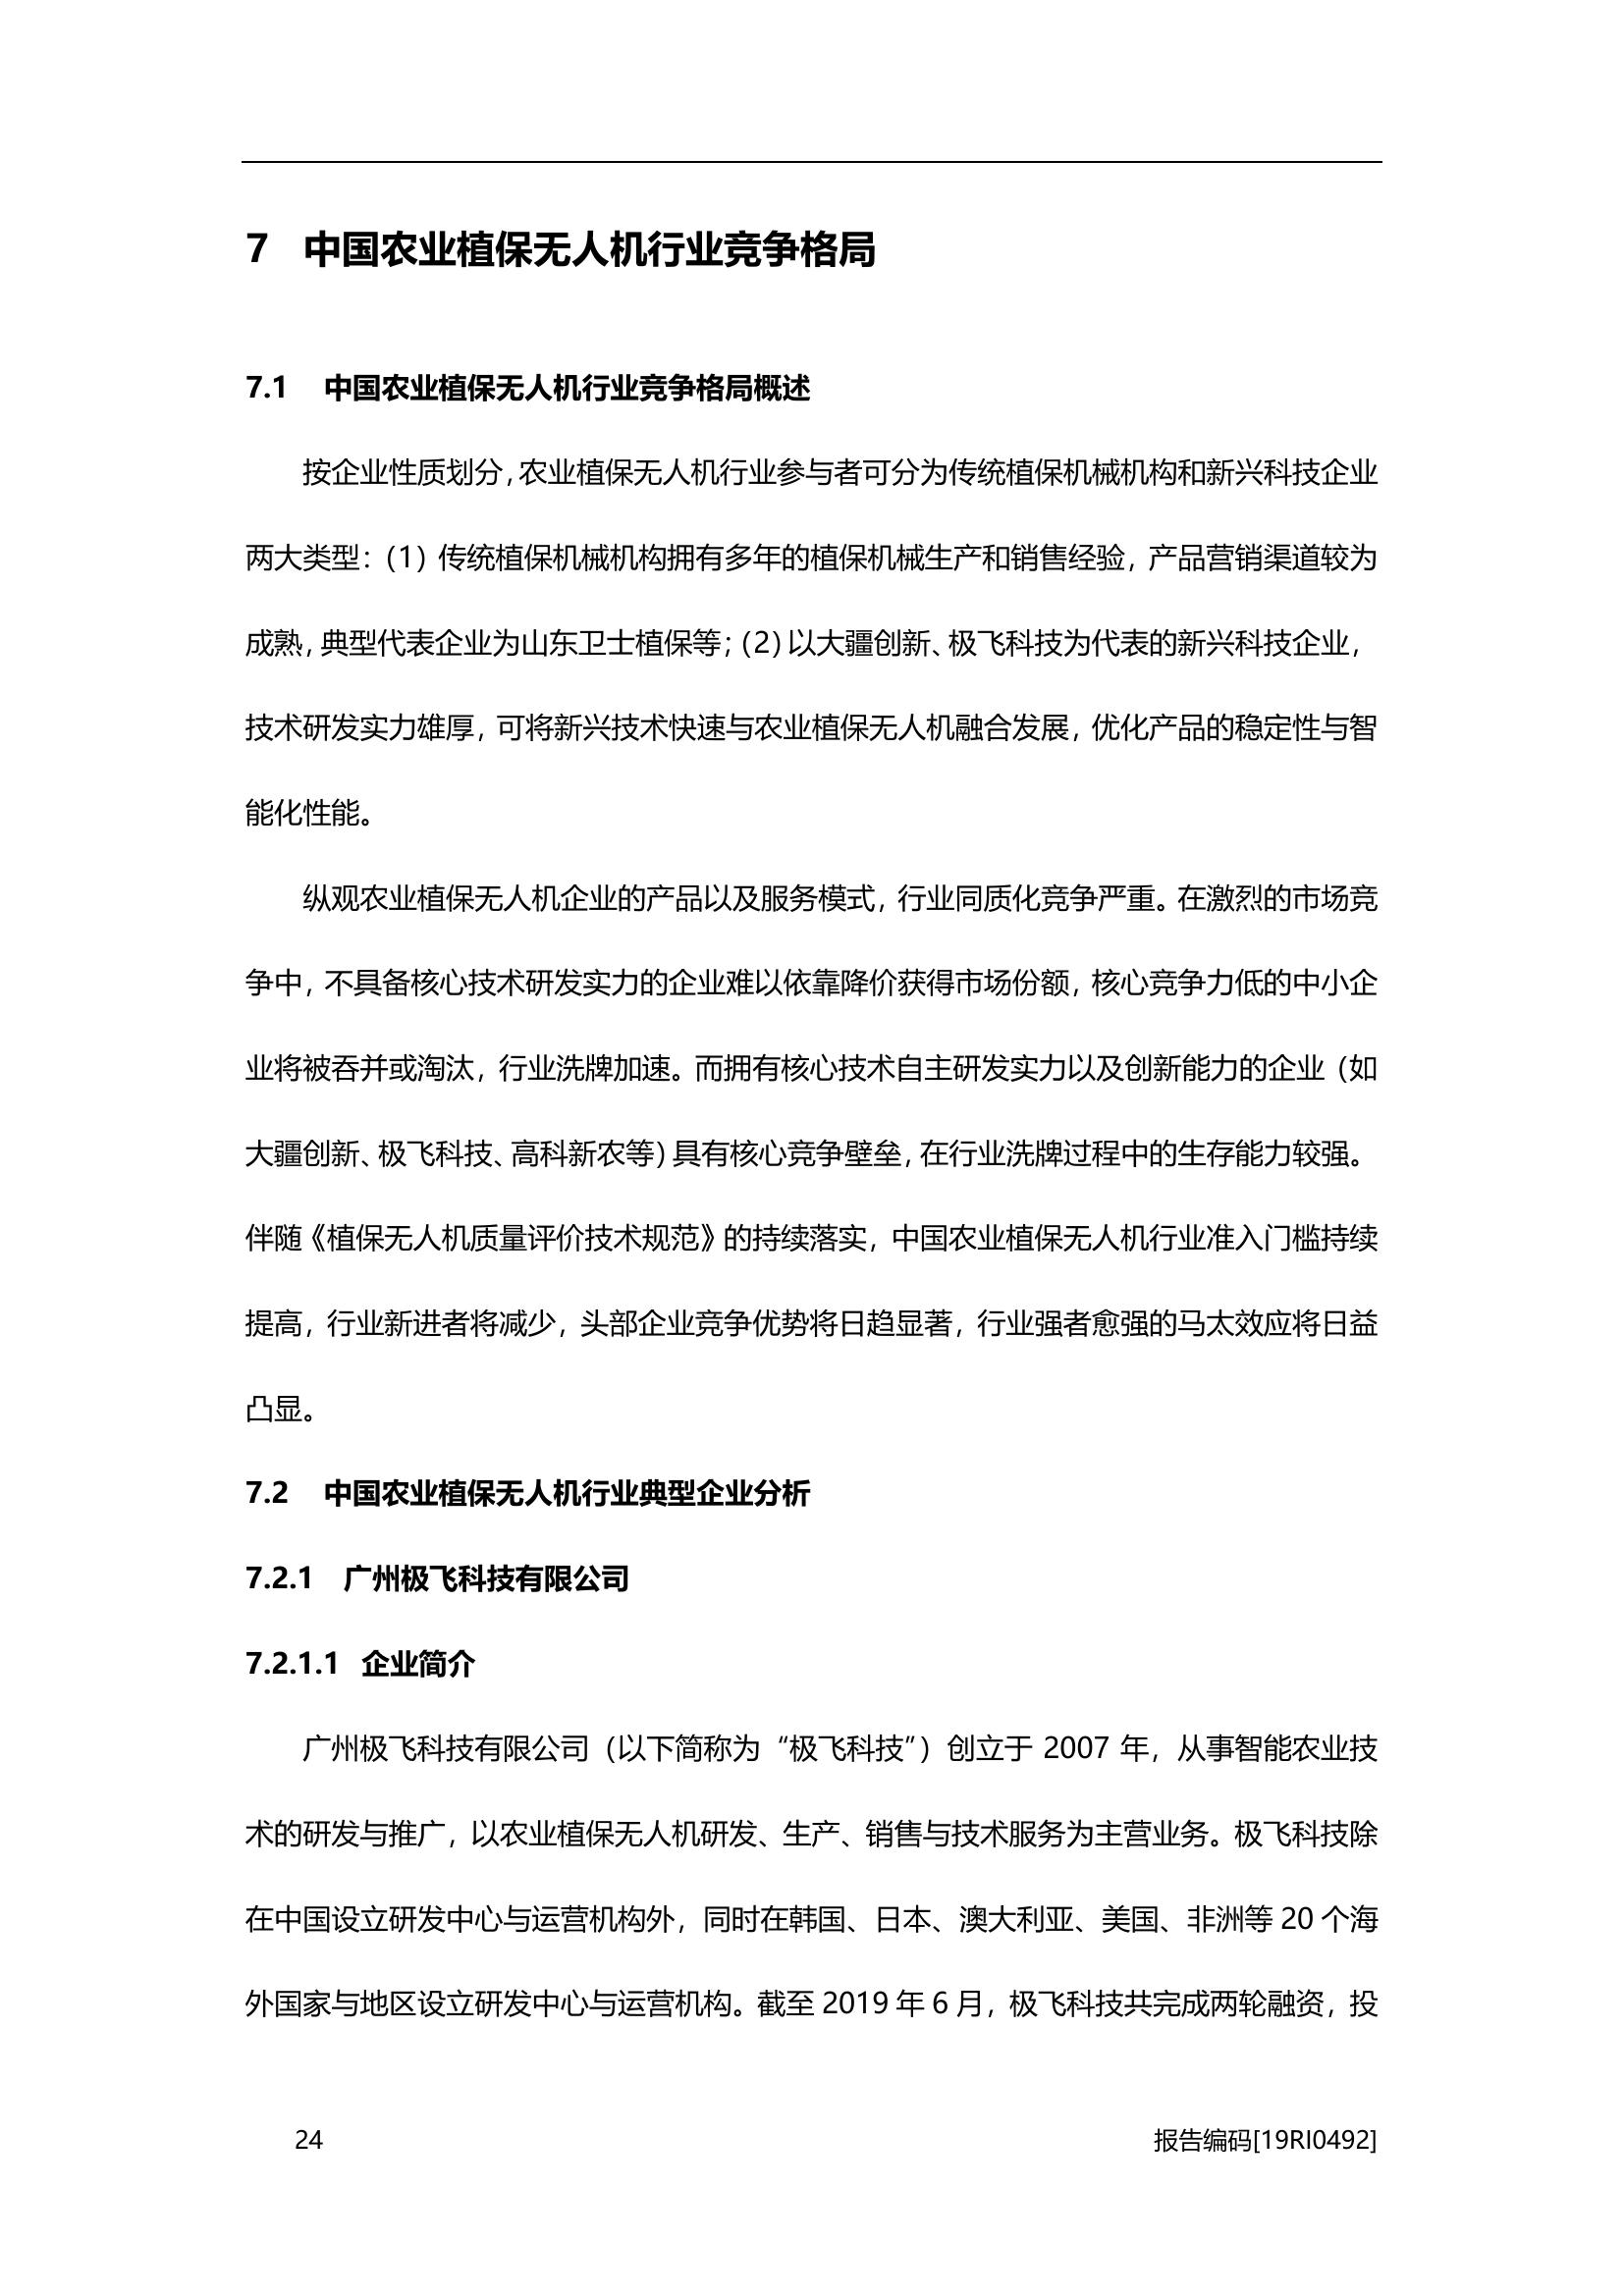 7 中国农业植保无人机行业竞争格局
7.1 中国农业植保无人机行业竞争格局概述
按企业性质划分，农业植保无人机行业参与者可分为传统植保机械机构和新兴科技企业
两大类型：（1）传统植保机械机构拥有多年的植保机械生产和销售经验，产品营销渠道较为
成熟，典型代表企业为山东卫士植保等；（2）以大疆创新、极飞科技为代表的新兴科技企业，
技术研发实力雄厚，可将新兴技术快速与农业植保无人机融合发展，优化产品的稳定性与智
能化性能。
纵观农业植保无人机企业的产品以及服务模式，行业同质化竞争严重。在激烈的市场竞
争中，不具备核心技术研发实力的企业难以依靠降价获得市场份额，核心竞争力低的中小企
业将被吞并或淘汰，行业洗牌加速。而拥有核心技术自主研发实力以及创新能力的企业（如
大疆创新、极飞科技、高科新农等）具有核心竞争壁垒，在行业洗牌过程中的生存能力较强。
伴随《植保无人机质量评价技术规范》的持续落实，中国农业植保无人机行业准入门槛持续
提高，行业新进者将减少，头部企业竞争优势将日趋显著，行业强者愈强的马太效应将日益
凸显。
7.2 中国农业植保无人机行业典型企业分析
7.2.1 广州极飞科技有限公司
7.2.1.1 企业简介
广州极飞科技有限公司（以下简称为“极飞科技”）创立于 2007 年，从事智能农业技
术的研发与推广，以农业植保无人机研发、生产、销售与技术服务为主营业务。极飞科技除
在中国设立研发中心与运营机构外，同时在韩国、日本、澳大利亚、美国、非洲等 20 个海
外国家与地区设立研发中心与运营机构。截至 2019 年 6 月，极飞科技共完成两轮融资，投
24 报告编码[19RI0492]